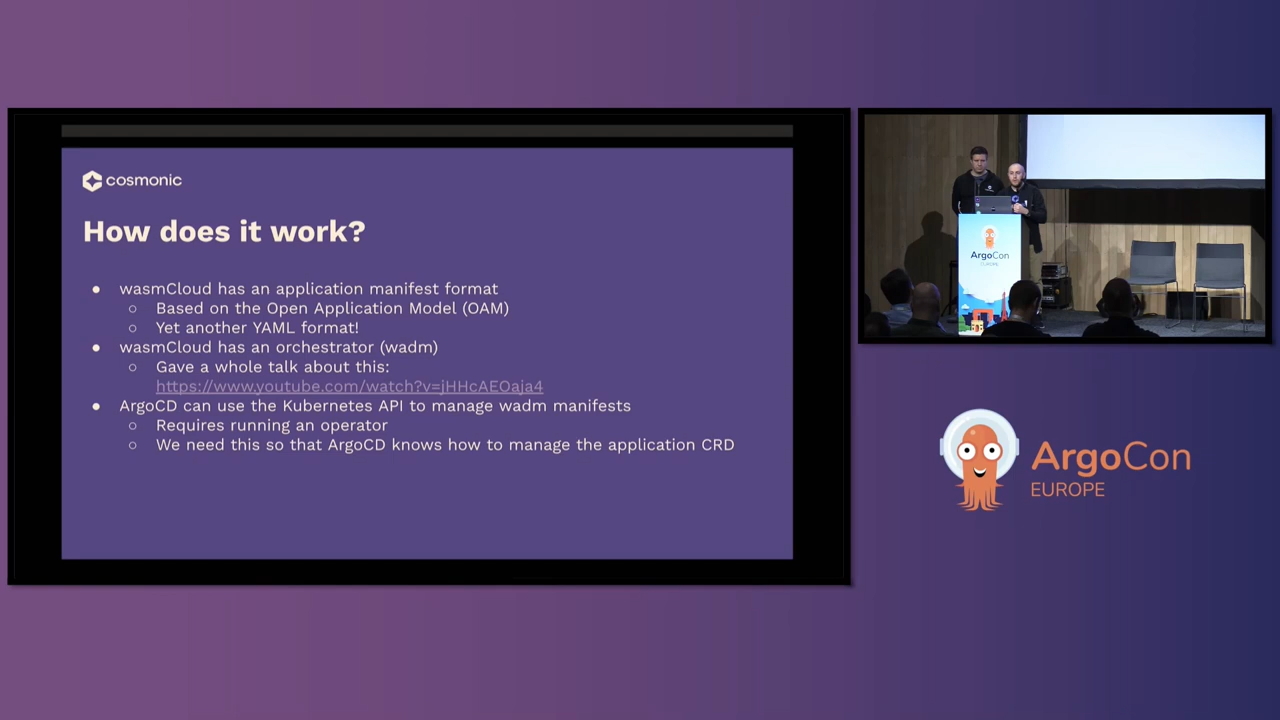 cosmonic
How does it work?
● wasmCloud has an application manifest format
○ Based on the Open Application Model (OAM)
○ Yet another YAML format!
● wasmCloud has an orchestrator (wadm)
○ Gave a whole talk about this:
https://www.youtube.com/watch?v=jHHcAEOaja4
● ArgoCD can use the Kubernetes API to manage wadm manifests
○ Requires running an operator
○ We need this so that ArgoCD knows how to manage the application CRD
ArgoCon
EUROPE
ArgoCon
EUROPE